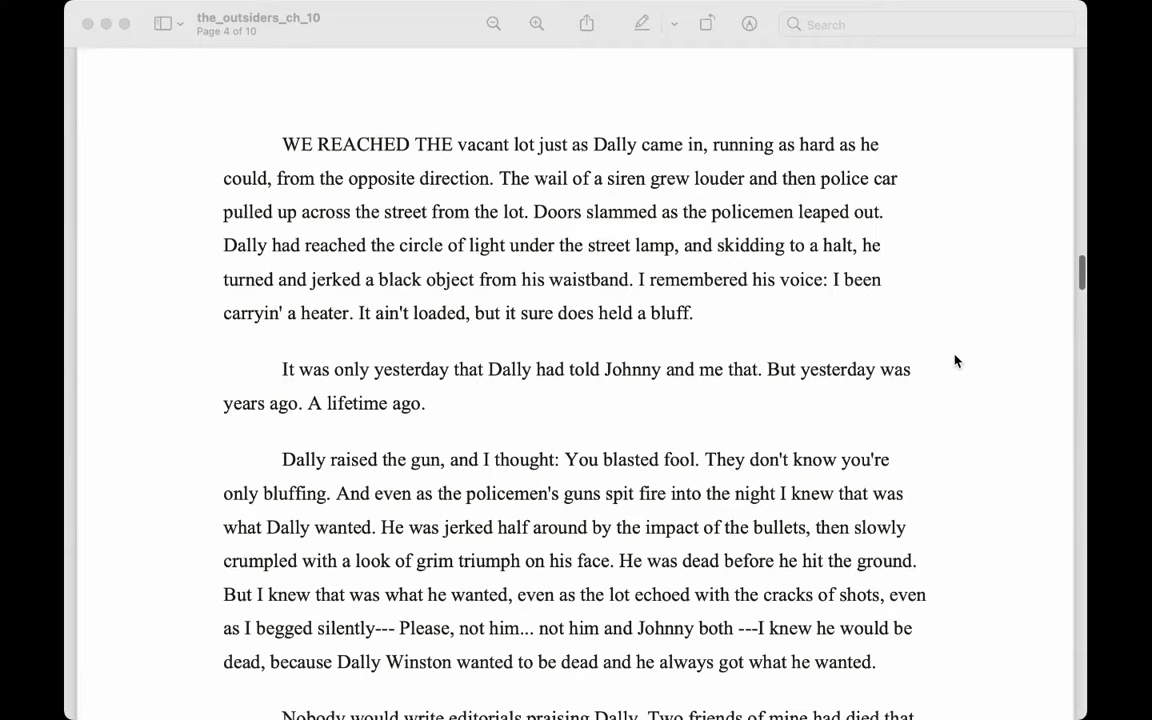 the_outsiders_ch_10
Page 4 of 10
Search
WE REACHED THE vacant lot just as Dally came in, running as hard as he
could, from the opposite direction. The wail of a siren grew louder and then police car
pulled up across the street from the lot. Doors slammed as the policemen leaped out.
Dally had reached the circle of light under the street lamp, and skidding to a halt, he
turned and jerked a black object from his waistband. I remembered his voice: I been
carryin' a heater. It ain't loaded, but it sure does held a bluff.
It was only yesterday that Dally had told Johnny and me that. But yesterday was
years ago. A lifetime ago.
Dally raised the gun, and I thought: You blasted fool. They don't know you're
only bluffing. And even as the policemen's guns spit fire into the night I knew that was
what Dally wanted. He was jerked half around by the impact of the bullets, then slowly
crumpled with a look of grim triumph on his face. He was dead before he hit the ground.
But I knew that was what he wanted, even as the lot echoed with the cracks of shots, even
as I begged silently--- Please, not him... not him and Johnny both ---I knew he would be
dead, because Dally Winston wanted to be dead and he always got what he wanted.
Nobody would write editorials praising Dally. Two friends of mine had died that